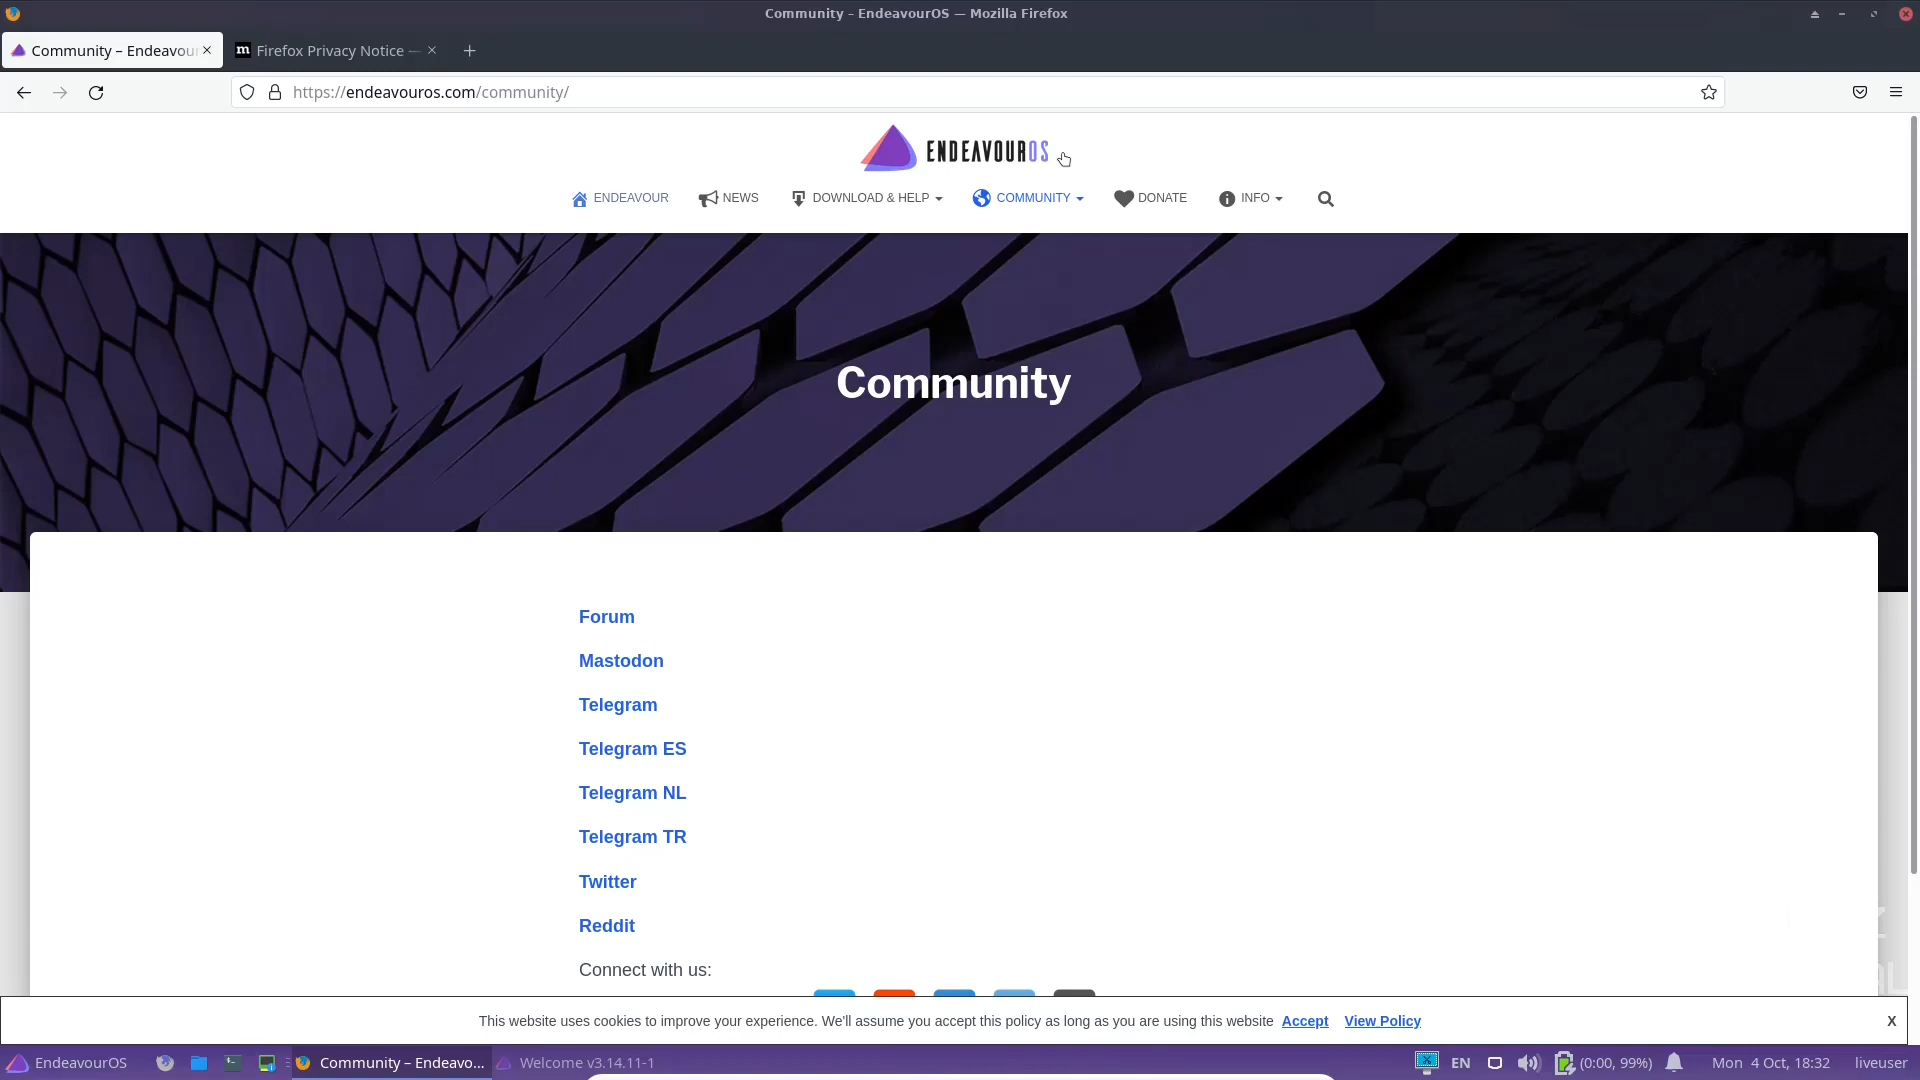 Community – EndeavourOS — Mozilla Firefox
Community – Endeavour
m Firefox Privacy Notice —
https://endeavouros.com/community/
ENDEAVOUROS
ENDEAVOUR NEWS DOWNLOAD & HELP COMMUNITY DONATE INFO
Community
Forum
Mastodon
Telegram
Telegram ES
Telegram NL
Telegram TR
Twitter
Reddit
Connect with us:
This website uses cookies to improve your experience. We'll assume you accept this policy as long as you are using this website Accept View Policy X
EndeavourOS Community – Endeavo... Welcome v3.14.11-1 EN (0:00, 99%) Mon 4 Oct, 18:32 liveuser